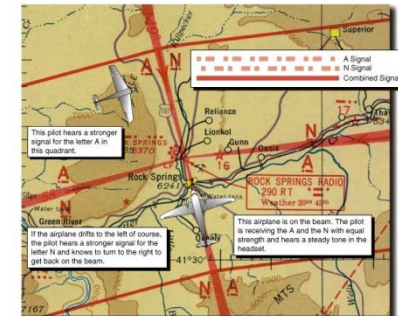 Superior
A Signal
N Signal
Combined Signal
A N
Reliance
Lionkol
This pilot hears a stronger
signal for the letter A in
this quadrant.
Gunn
Oasis
17
N
A
16
Rock Springs
6241
ROCK SPRINGS RADIO
290 RT
Green River
If the airplane drifts to the left of course,
the pilot hears a stronger signal for the
letter N and knows to turn to the right to
get back on the beam.
This airplane is on the beam. The pilot
is receiving the A and the N with equal
strength and hears a steady tone in the
headset.
41°30'
N A
MTS
7167